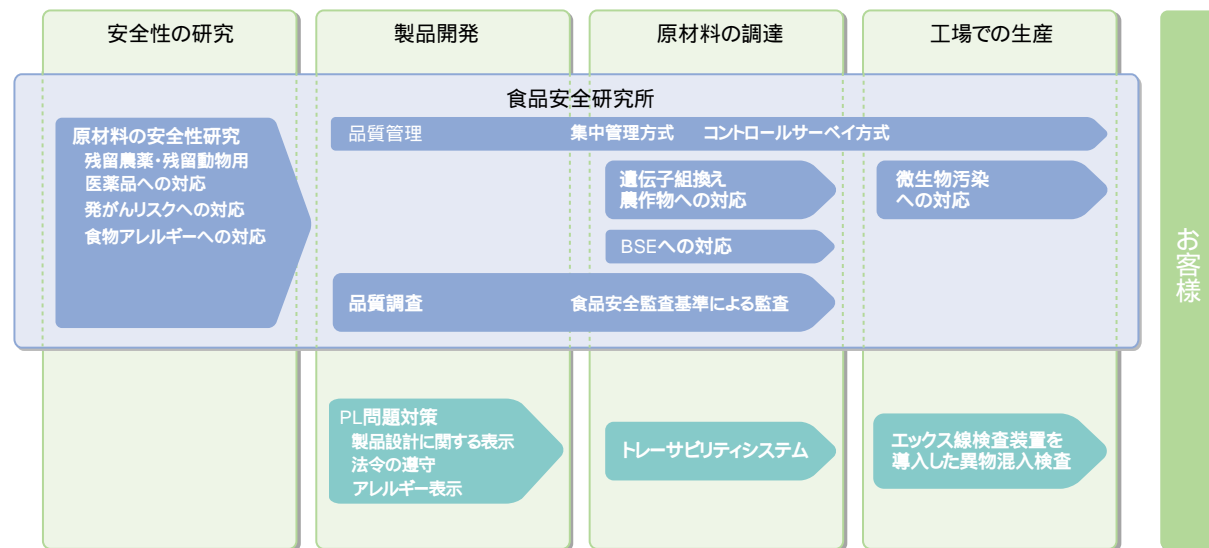 安全性の研究
製品開発
原材料の調達
工場での生産
食品安全研究所
原材料の安全性研究
残留農薬・残留動物用
医薬品への対応
発がんリスクへの対応
食物アレルギーへの対応
品質管理
集中管理方式 コントロールサーベイ方式
遺伝子組換え
農作物への対応
微生物汚染
への対応
BSEへの対応
品質調査
食品安全監査基準による監査
PL問題対策
製品設計に関する表示
法令の遵守
アレルギー表示
トレーサビリティシステム
エックス線検査装置を
導入した異物混入検査
お客様